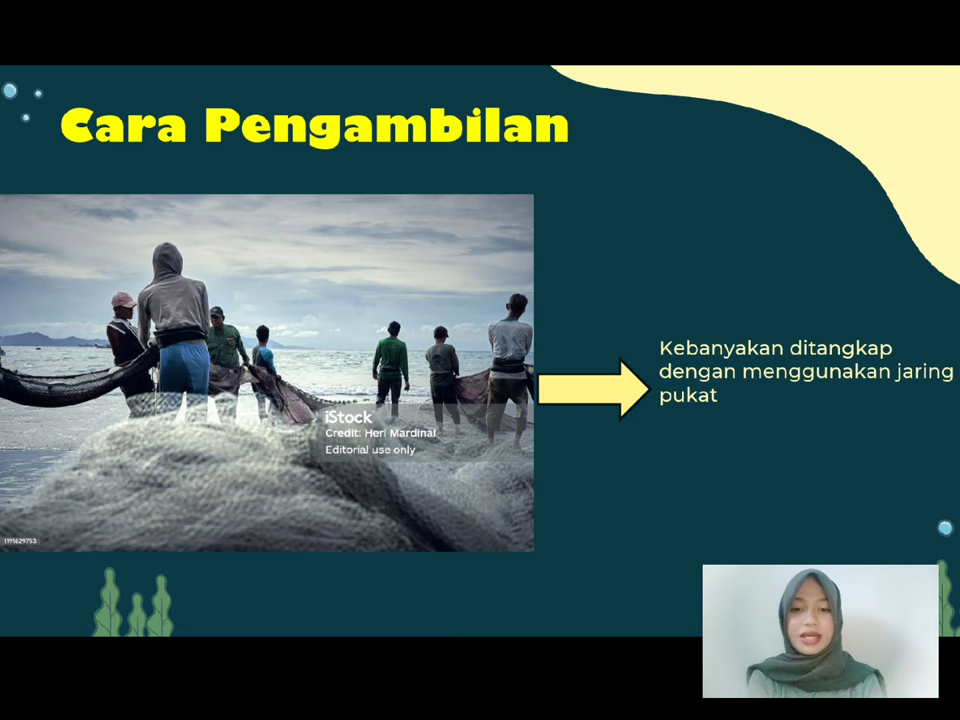 Cara Pengambilan
Kebanyakan ditangkap
dengan menggunakan jaring
pukat
iStock
Credit: Heri Mardinal
Editorial use only
1191629753